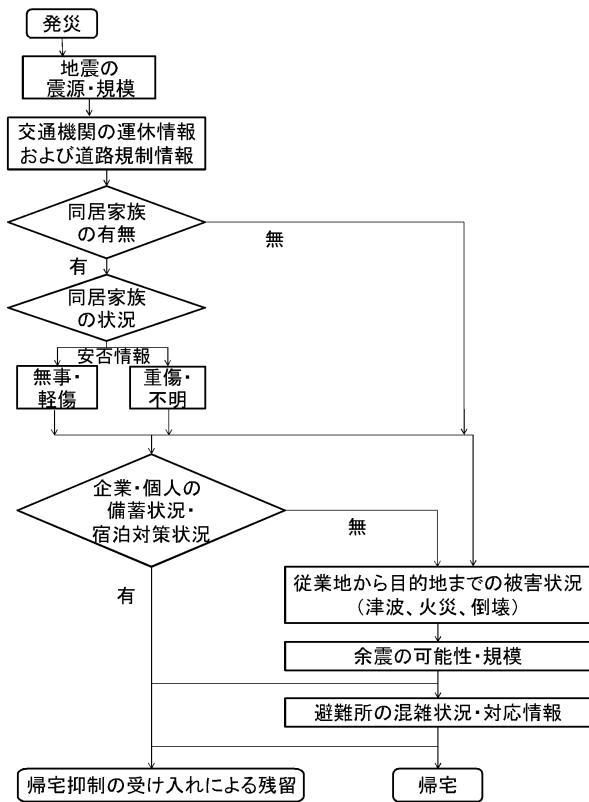 発災
地震の
震源・規模
交通機関の運休情報
および道路規制情報
同居家族
の有無
無
有
同居家族
の状況
安否情報
無事・
軽傷
重傷・
不明
企業・個人の
備蓄状況・
宿泊対策状況
無
有
従業地から目的地までの被害状況
(津波、火災、倒壊)
余震の可能性・規模
避難所の混雑状況・対応情報
帰宅抑制の受け入れによる残留
帰宅